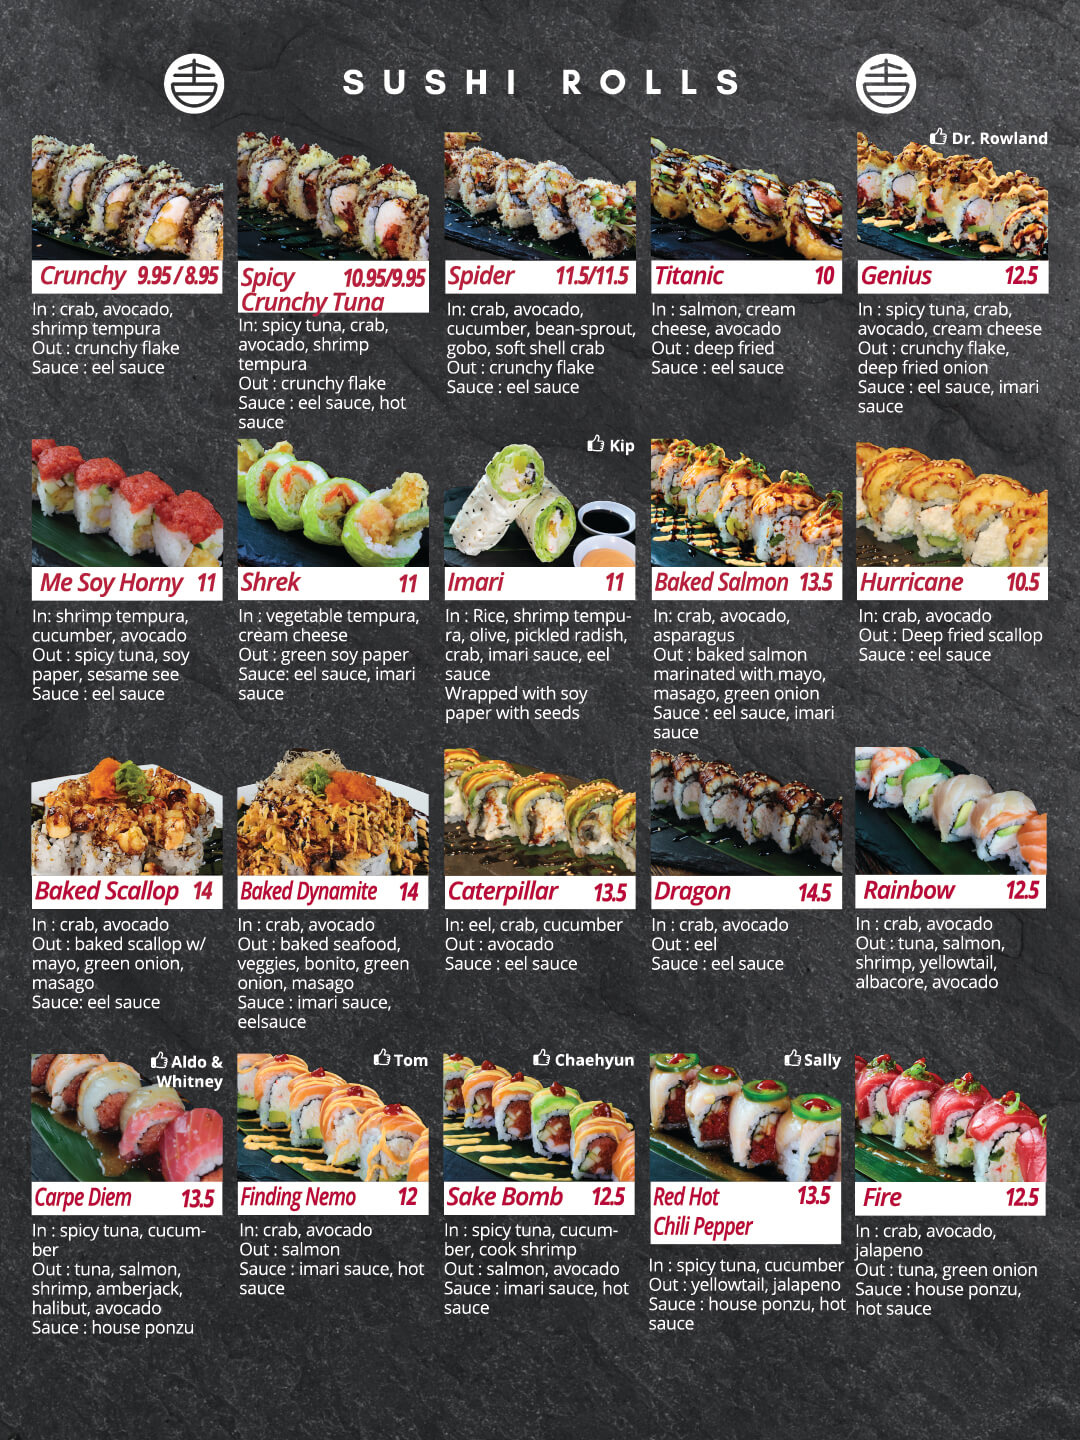 SUSHI ROLLS
Dr. Rowland
Crunchy 9.95 / 8.95
In : crab, avocado,
shrimp tempura
Out : crunchy flake
Sauce : eel sauce
Spicy 10.95/9.95
Crunchy Tuna
In: spicy tuna, crab,
avocado, shrimp
tempura
Out : crunchy flake
Sauce : eel sauce, hot
sauce
Spider 11.5/11.5
In: crab, avocado,
cucumber, bean-sprout,
gobo, soft shell crab
Out : crunchy flake
Sauce : eel sauce
Titanic 10
In : salmon, cream
cheese, avocado
Out : deep fried
Sauce : eel sauce
Genius 12.5
In : spicy tuna, crab,
avocado, cream cheese
Out : crunchy flake,
deep fried onion
Sauce : eel sauce, imari
sauce
Kip
Me Soy Horny 11
In: shrimp tempura,
cucumber, avocado
Out : spicy tuna, soy
paper, sesame see
Sauce : eel sauce
Shrek 11
In : vegetable tempura,
cream cheese
Out : green soy paper
Sauce: eel sauce, imari
sauce
Imari 11
In : Rice, shrimp tempu-
ra, olive, pickled radish,
crab, imari sauce, eel
sauce
Wrapped with soy
paper with seeds
Baked Salmon 13.5
In: crab, avocado,
asparagus
Out : baked salmon
marinated with mayo,
masago, green onion
Sauce : eel sauce, imari
sauce
Hurricane 10.5
In: crab, avocado
Out : Deep fried scallop
Sauce : eel sauce
Baked Scallop 14
In : crab, avocado
Out : baked scallop w/
mayo, green onion,
masago
Sauce: eel sauce
Baked Dynamite 14
In : crab, avocado
Out : baked seafood,
veggies, bonito, green
onion, masago
Sauce : imari sauce,
eelsauce
Caterpillar 13.5
In: eel, crab, cucumber
Out : avocado
Sauce : eel sauce
Dragon 14.5
In : crab, avocado
Out : eel
Sauce : eel sauce
Rainbow 12.5
In : crab, avocado
Out : tuna, salmon,
shrimp, yellowtail,
albacore, avocado
Aldo &
Whitney
Carpe Diem 13.5
In : spicy tuna, cucum-
ber
Out : tuna, salmon,
shrimp, amberjack,
halibut, avocado
Sauce : house ponzu
Tom
Finding Nemo 12
In: crab, avocado
Out : salmon
Sauce : imari sauce, hot
sauce
Chaehyun
Sake Bomb 12.5
In : spicy tuna, cucum-
ber, cook shrimp
Out : salmon, avocado
Sauce : imari sauce, hot
sauce
Sally
Red Hot 13.5
Chili Pepper
In : spicy tuna, cucumber
Out : yellowtail, jalapeno
Sauce : house ponzu, hot
sauce
Fire 12.5
In : crab, avocado,
jalapeno
Out : tuna, green onion
Sauce : house ponzu,
hot sauce